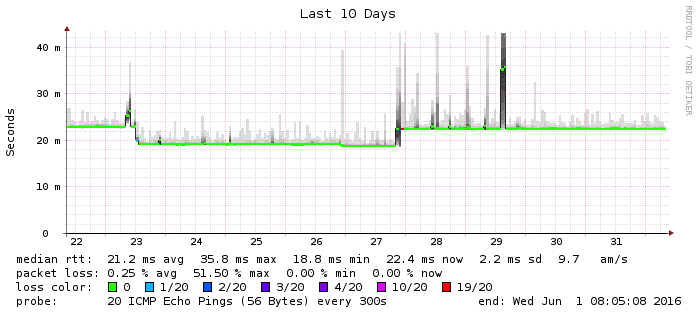 Last 10 Days
RRDTOOL / TOBI OETIKER
Seconds
40 m
30 m
20 m
10 m
0
22 23 24 25 26 27 28 29 30 31
median rtt: 21.2 ms avg 35.8 ms max 18.8 ms min 22.4 ms now 2.2 ms sd 9.7 am/s
packet loss: 0.25 % avg 51.50 % max 0.00 % min 0.00 % now
loss color: 0 1/20 2/20 3/20 4/20 10/20 19/20
probe: 20 ICMP Echo Pings (56 Bytes) every 300s end: Wed Jun 1 08:05:08 2016